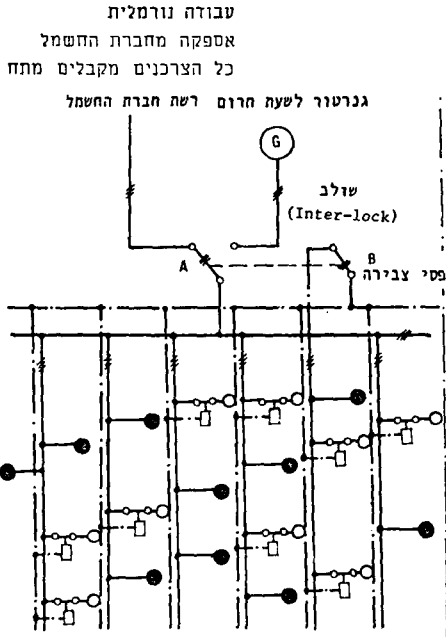 עבודה נורמלית
אספקה מחברת החשמל
כל הצרכנים מקבלים מתח
גנרטור לשעת חרום רשת חברת החשמל
G
שולב
(Inter-lock)
A
B
פסי צבירה